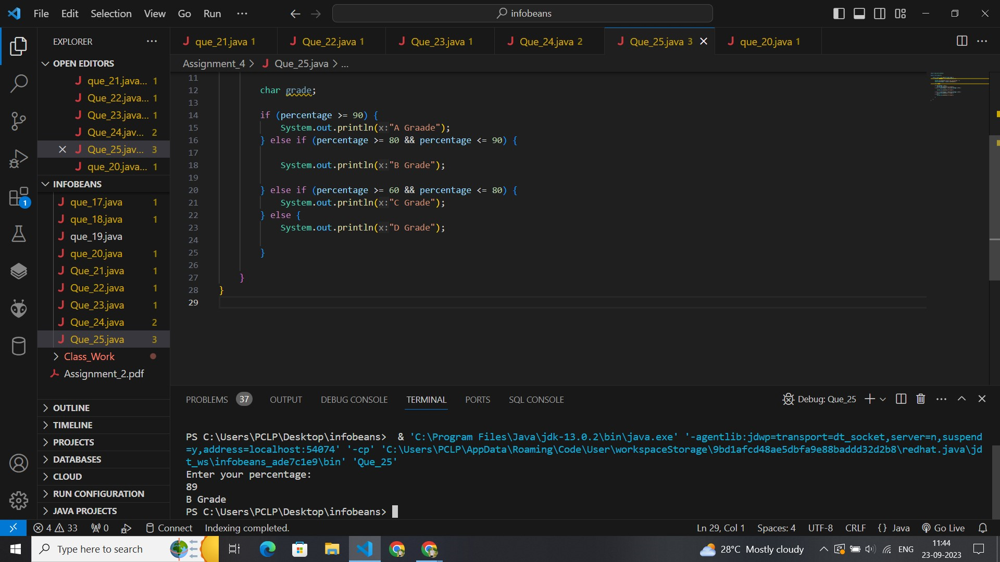 File Edit Selection View Go Run ···
infobeans
EXPLORER ···
OPEN EDITORS
que_21.java... 1
Que_22.java... 1
Que_23.java... 1
Que_24.jav... 2
Que_25.jav... 3
que_20.java... 1
INFOBEANS
que_17.java 1
que_18.java 1
que_19.java
que_20.java 1
Que_21.java 1
Que_22.java 1
Que_23.java 1
Que_24.java 2
Que_25.java 3
Class_Work
Assignment_2.pdf
OUTLINE
TIMELINE
PROJECTS
DATABASES
CLOUD
RUN CONFIGURATION
JAVA PROJECTS
1
que_21.java 1 Que_22.java 1 Que_23.java 1 Que_24.java 2 Que_25.java 3 que_20.java 1
Assignment_4 > Que_25.java > ...
11
12 char grade;
13
14 if (percentage >= 90) {
15 System.out.println(x:"A Graade");
16 } else if (percentage >= 80 && percentage <= 90) {
17
18 System.out.println(x:"B Grade");
19
20 } else if (percentage >= 60 && percentage <= 80) {
21 System.out.println(x:"C Grade");
22 } else {
23 System.out.println(x:"D Grade");
24
25 }
26
27 }
28 }
29
PROBLEMS 37 OUTPUT DEBUG CONSOLE TERMINAL PORTS SQL CONSOLE
Debug: Que_25
PS C:\Users\PCLP\Desktop\infobeans>  & 'C:\Program Files\Java\jdk-13.0.2\bin\java.exe' '-agentlib:jdwp=transport=dt_socket,server=n,suspend
=y,address=localhost:54074' '-cp' 'C:\Users\PCLP\AppData\Roaming\Code\User\workspaceStorage\9bd1afcd48ae5dbfa9e88baddd32d2b8\redhat.java\jd
t_ws\infobeans_ade7c1e9\bin' 'Que_25'
Enter your percentage:
89
B Grade
PS C:\Users\PCLP\Desktop\infobeans>
4 33 0 Connect Indexing completed.
Ln 29, Col 1 Spaces: 4 UTF-8 CRLF {} Java Go Live
Type here to search
28°C Mostly cloudy
ENG
11:44
23-09-2023